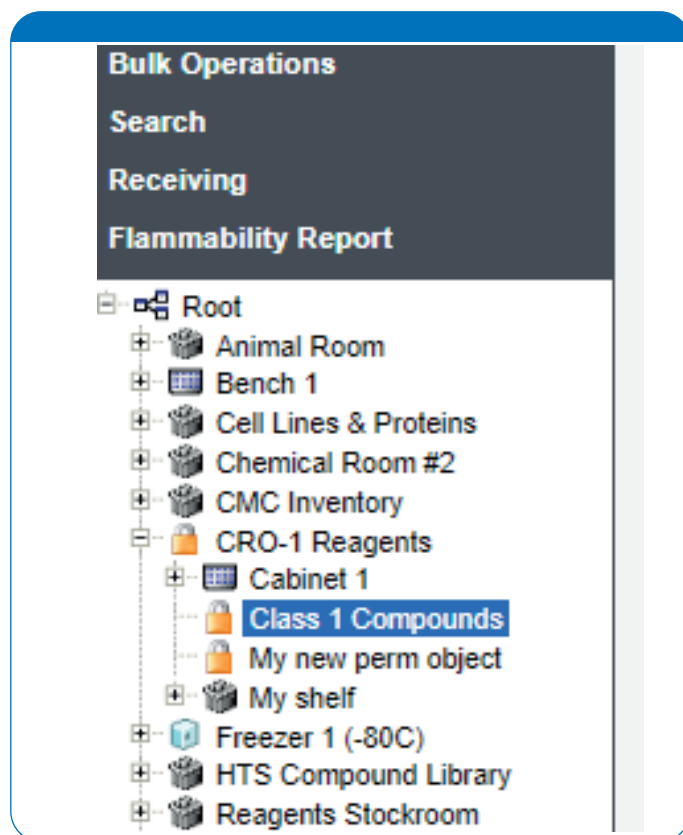 Bulk Operations
Search
Receiving
Flammability Report
Root
Animal Room
Bench 1
Cell Lines & Proteins
Chemical Room #2
CMC Inventory
CRO-1 Reagents
Cabinet 1
Class 1 Compounds
My new perm object
My shelf
Freezer 1 (-80C)
HTS Compound Library
Reagents Stockroom